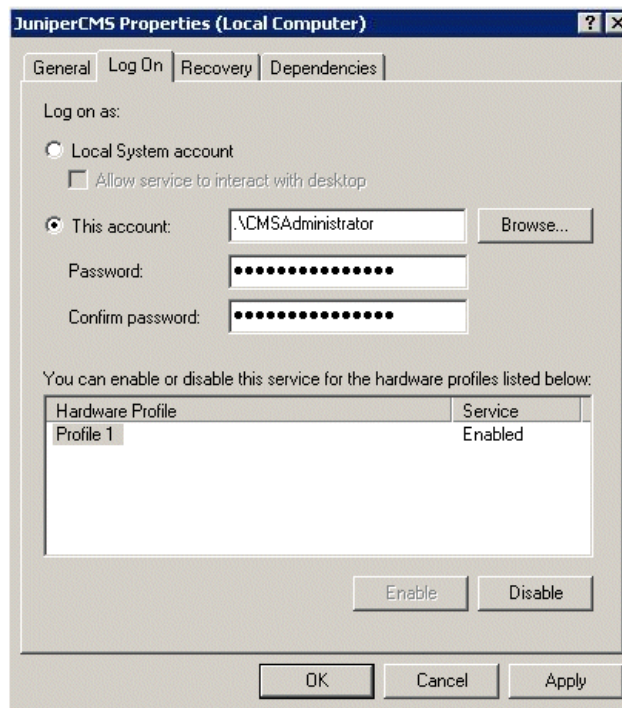 JuniperCMS Properties (Local Computer)
General Log On Recovery Dependencies
Log on as:
Local System account
Allow service to interact with desktop
This account: .\CMSAdministrator Browse...
Password: ●●●●●●●●●●●●●●●
Confirm password: ●●●●●●●●●●●●●●●
You can enable or disable this service for the hardware profiles listed below:
Hardware Profile Service
Profile 1 Enabled
Enable Disable
OK Cancel Apply